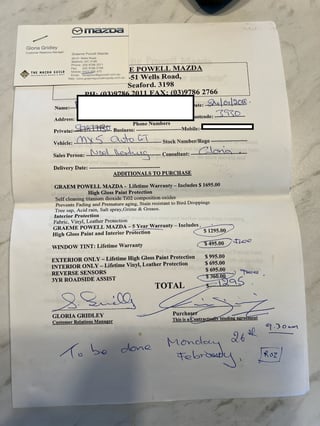 mazda
Gloria Gridley
Customer Relations Manager
Graeme Powell Mazda
THE MAZDA GUILD
E POWELL MAZDA
-51 Wells Road,
Seaford. 3198
PH: (03)9786 2011 FAX: (03)9786 2766
Name:
Address: Postcode: 3930
Phone Numbers
Private: Business: Mobile:
Vehicle: MX5 Auto GT Stock Number/Rego
Sales Person: Consultant: Gloria
Delivery Date:
ADDITIONALS TO PURCHASE
GRAEM POWELL MAZDA - Lifetime Warranty – Includes $ 1695.00
High Gloss Paint Protection
Self cleaning titanium dioxide Ti02 composition oxides
Prevents Fading and Premature aging, Stain resistant to Bird Droppings
Tree sap, Acid rain, Salt spray, Grime & Grease.
Interior Protection
Fabric, Vinyl, Leather Protection
GRAEME POWELL MAZDA - 5 Year Warranty – Includes
High Gloss Paint and Interior Protection $ 1295.00
WINDOW TINT: Lifetime Warranty $ 495.00
EXTERIOR ONLY – Lifetime High Gloss Paint Protection $ 995.00
INTERIOR ONLY – Lifetime Vinyl, Leather Protection $ 695.00
REVERSE SENSORS $ 695.00
3YR ROADSIDE ASSIST $ 360.00
TOTAL 1295
GLORIA GRIDLEY Purchaser
Customer Relations Manager This is a Contractually binding agreement
9.30am
To be done Monday 26th
February.